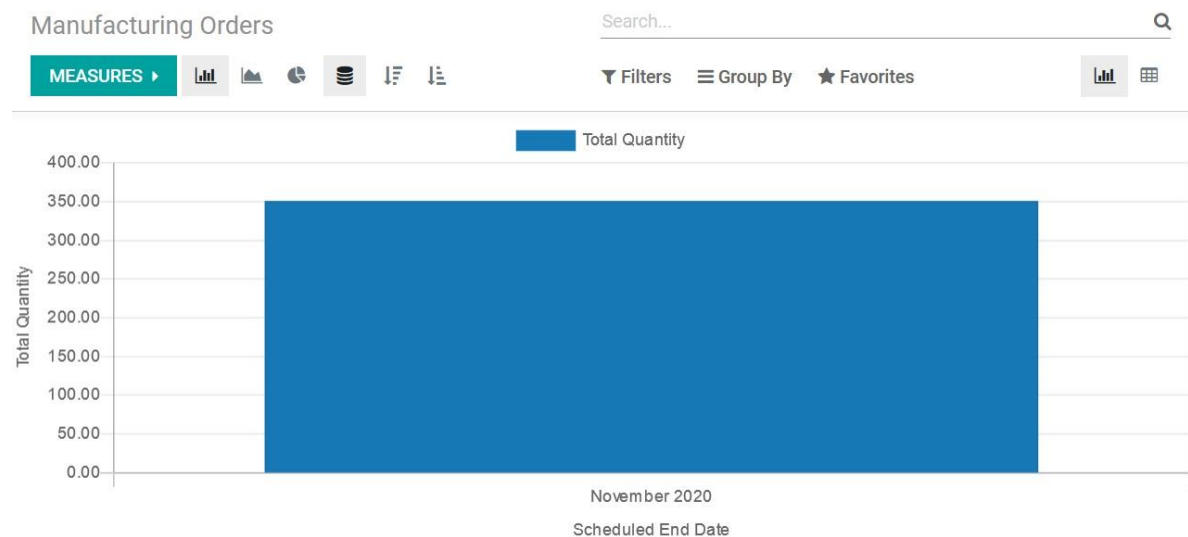 Manufacturing Orders
Search...
MEASURES
Filters
Group By
Favorites
Total Quantity
400.00
350.00
300.00
250.00
200.00
150.00
100.00
50.00
0.00
Total Quantity
November 2020
Scheduled End Date